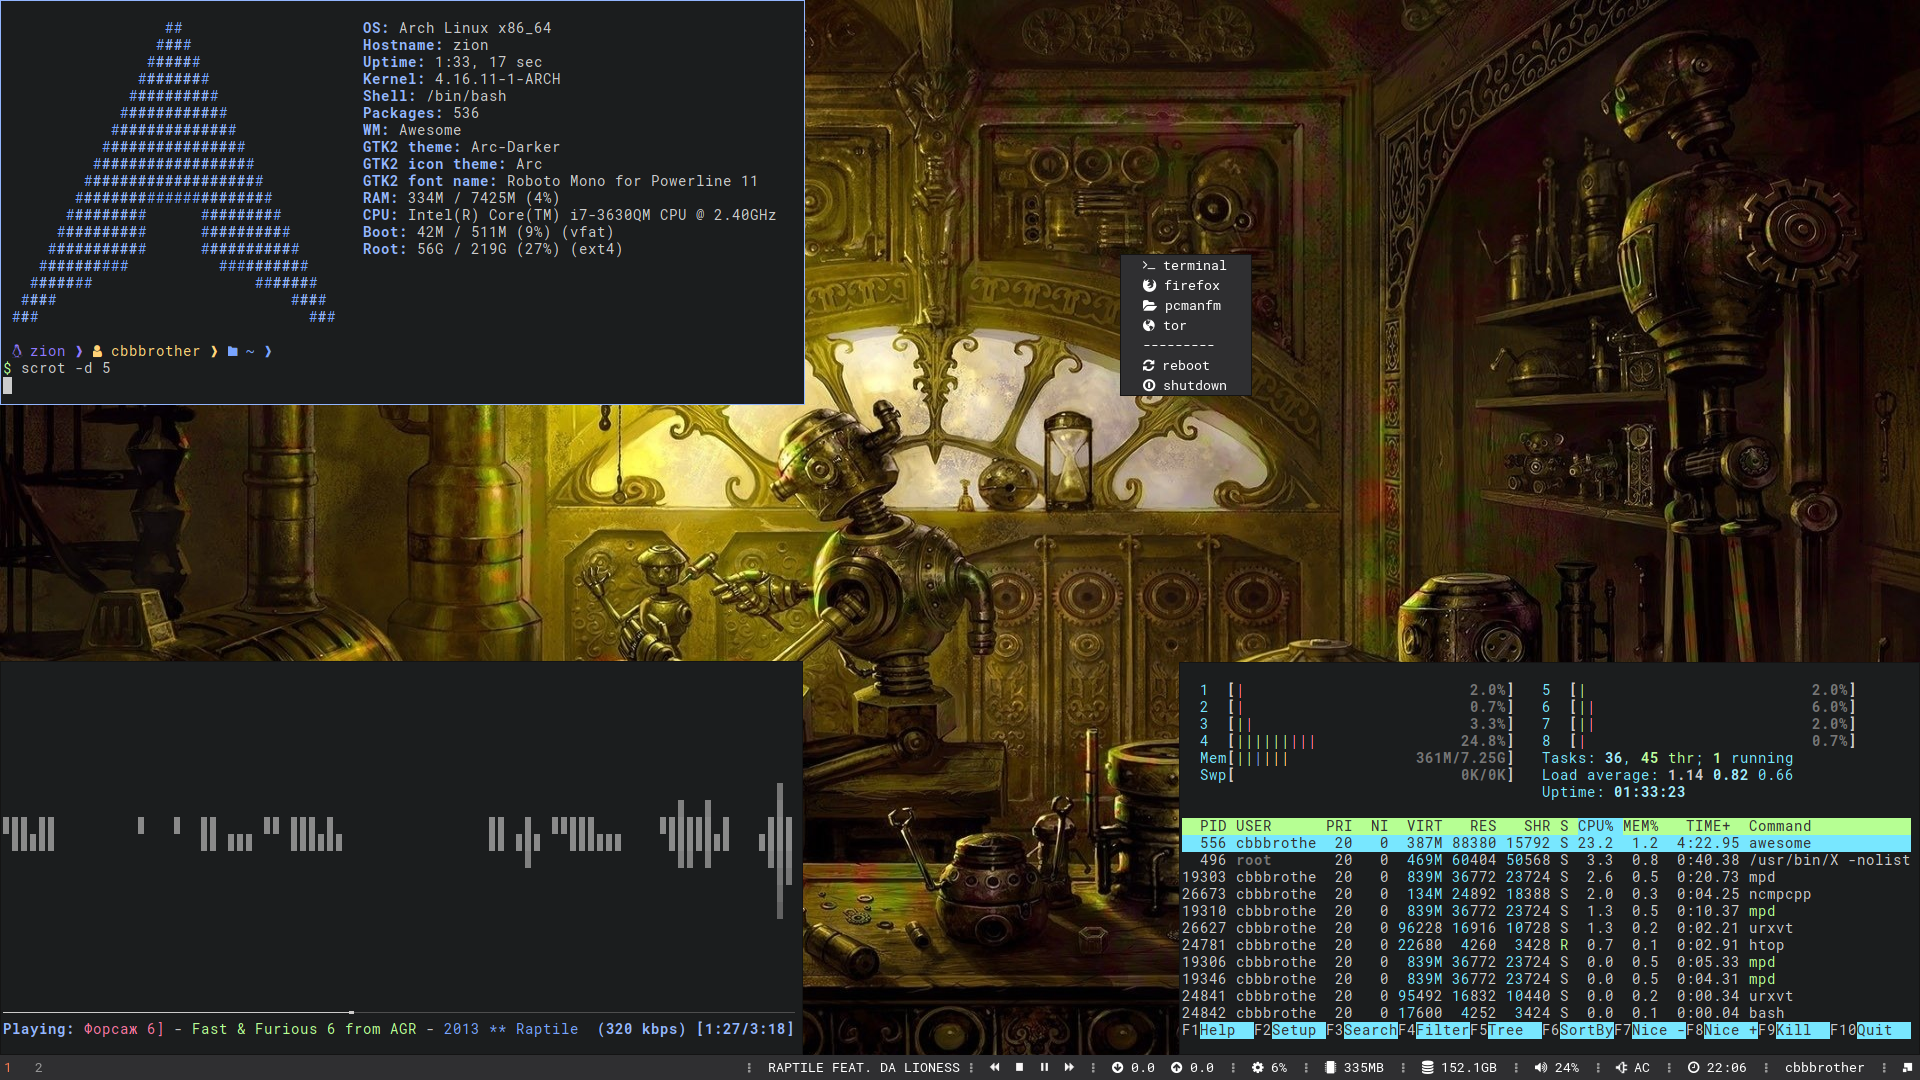 OS: Arch Linux x86_64
Hostname: zion
Uptime: 1:33, 17 sec
Kernel: 4.16.11-1-ARCH
Shell: /bin/bash
Packages: 536
WM: Awesome
GTK2 theme: Arc-Darker
GTK2 icon theme: Arc
GTK2 font name: Roboto Mono for Powerline 11
RAM: 334M / 7425M (4%)
CPU: Intel(R) Core(TM) i7-3630QM CPU @ 2.40GHz
Boot: 42M / 511M (9%) (vfat)
Root: 56G / 219G (27%) (ext4)
zion ❯ cbbbrother ❯ ~ ❯
$ scrot -d 5
>_ terminal
firefox
pcmanfm
tor
---------
reboot
shutdown
Playing: Форсаж 6] - Fast & Furious 6 from AGR - 2013 ** Raptile (320 kbps) [1:27/3:18]
1 [| 2.0%] 5 [| 2.0%]
2 [| 0.7%] 6 [|| 6.0%]
3 [|| 3.3%] 7 [|| 2.0%]
4 [||||||||| 24.8%] 8 [| 0.7%]
Mem[|||||| 361M/7.25G] Tasks: 36, 45 thr; 1 running
Swp[ 0K/0K] Load average: 1.14 0.82 0.66
Uptime: 01:33:23
PID USER PRI NI VIRT RES SHR S CPU% MEM% TIME+ Command
556 cbbbrothe 20 0 387M 88380 15792 S 23.2 1.2 4:22.95 awesome
496 root 20 0 469M 60404 50568 S 3.3 0.8 0:40.38 /usr/bin/X -nolist
19303 cbbbrothe 20 0 839M 36772 23724 S 2.6 0.5 0:20.73 mpd
26673 cbbbrothe 20 0 134M 24892 18388 S 2.0 0.3 0:04.25 ncmpcpp
19310 cbbbrothe 20 0 839M 36772 23724 S 1.3 0.5 0:10.37 mpd
26627 cbbbrothe 20 0 96228 16916 10728 S 1.3 0.2 0:02.21 urxvt
24781 cbbbrothe 20 0 22680 4260 3428 R 0.7 0.1 0:02.91 htop
19306 cbbbrothe 20 0 839M 36772 23724 S 0.0 0.5 0:05.33 mpd
19346 cbbbrothe 20 0 839M 36772 23724 S 0.0 0.5 0:04.31 mpd
24841 cbbbrothe 20 0 95492 16832 10440 S 0.0 0.2 0:00.34 urxvt
24842 cbbbrothe 20 0 17600 4252 3424 S 0.0 0.1 0:00.04 bash
F1Help F2Setup F3SearchF4FilterF5Tree F6SortByF7Nice -F8Nice +F9Kill F10Quit
1 2 RAPTILE FEAT. DA LIONESS 0.0 0.0 6% 335MB 152.1GB 24% AC 22:06 cbbbrother